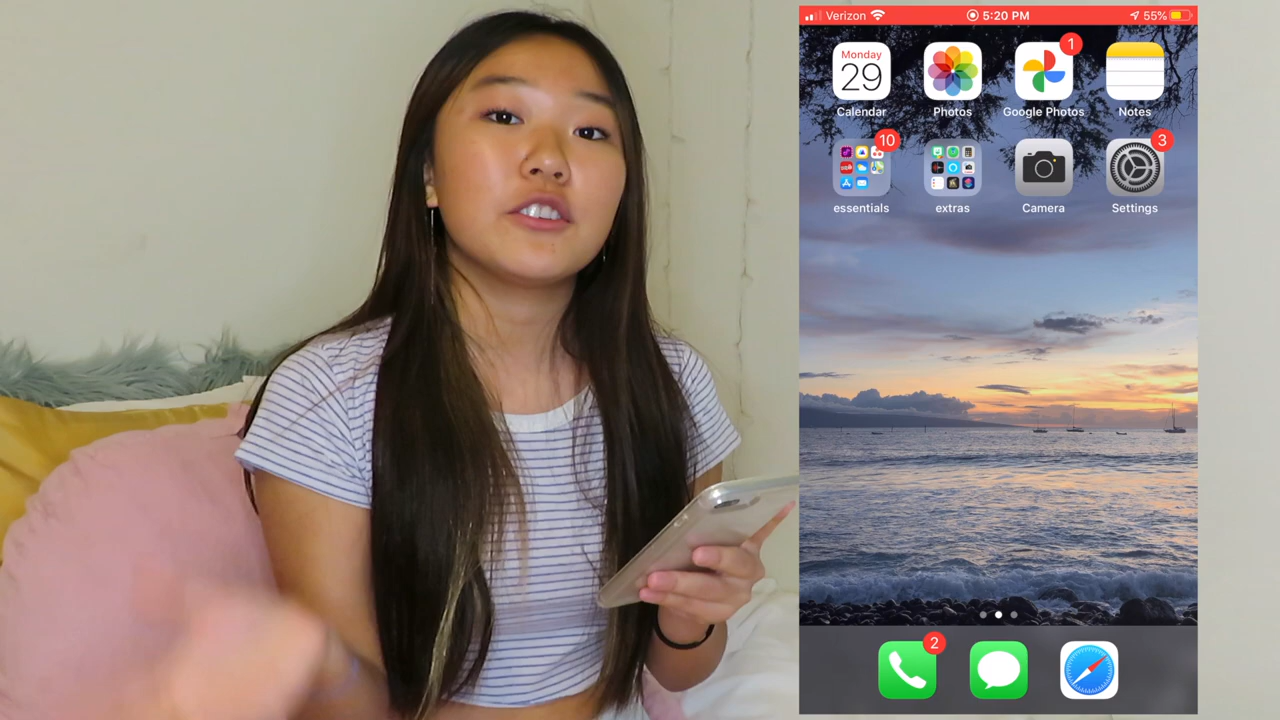 Verizon 5:20 PM 55%
Monday
29
1
Calendar Photos Google Photos Notes
10 3
essentials extras Camera Settings
2